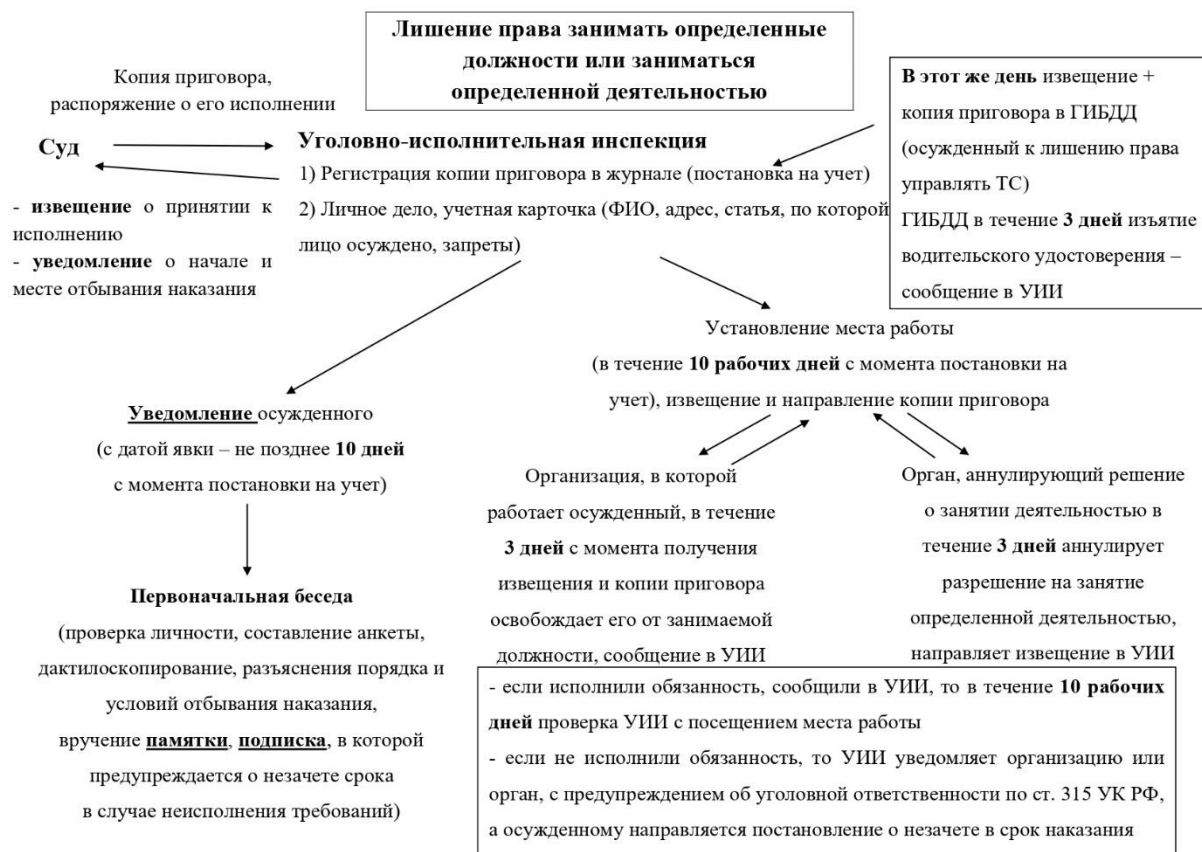 Лишение права занимать определенные
должности или заниматься
определенной деятельностью
Копия приговора,
распоряжение о его исполнении
Суд
Уголовно-исполнительная инспекция
1) Регистрация копии приговора в журнале (постановка на учет)
2) Личное дело, учетная карточка (ФИО, адрес, статья, по которой
лицо осуждено, запреты)
- извещение о принятии к
исполнению
- уведомление о начале и
месте отбывания наказания
В этот же день извещение +
копия приговора в ГИБДД
(осужденный к лишению права
управлять ТС)
ГИБДД в течение 3 дней изъятие
водительского удостоверения –
сообщение в УИИ
Установление места работы
(в течение 10 рабочих дней с момента постановки на
учет), извещение и направление копии приговора
Уведомление осужденного
(с датой явки – не позднее 10 дней
с момента постановки на учет)
Первоначальная беседа
(проверка личности, составление анкеты,
дактилоскопирование, разъяснения порядка и
условий отбывания наказания,
вручение памятки, подписка, в которой
предупреждается о незачете срока
в случае неисполнения требований)
Организация, в которой
работает осужденный, в течение
3 дней с момента получения
извещения и копии приговора
освобождает его от занимаемой
должности, сообщение в УИИ
Орган, аннулирующий решение
о занятии деятельностью в
течение 3 дней аннулирует
разрешение на занятие
определенной деятельностью,
направляет извещение в УИИ
- если исполнили обязанность, сообщили в УИИ, то в течение 10 рабочих
дней проверка УИИ с посещением места работы
- если не исполнили обязанность, то УИИ уведомляет организацию или
орган, с предупреждением об уголовной ответственности по ст. 315 УК РФ,
а осужденному направляется постановление о незачете в срок наказания